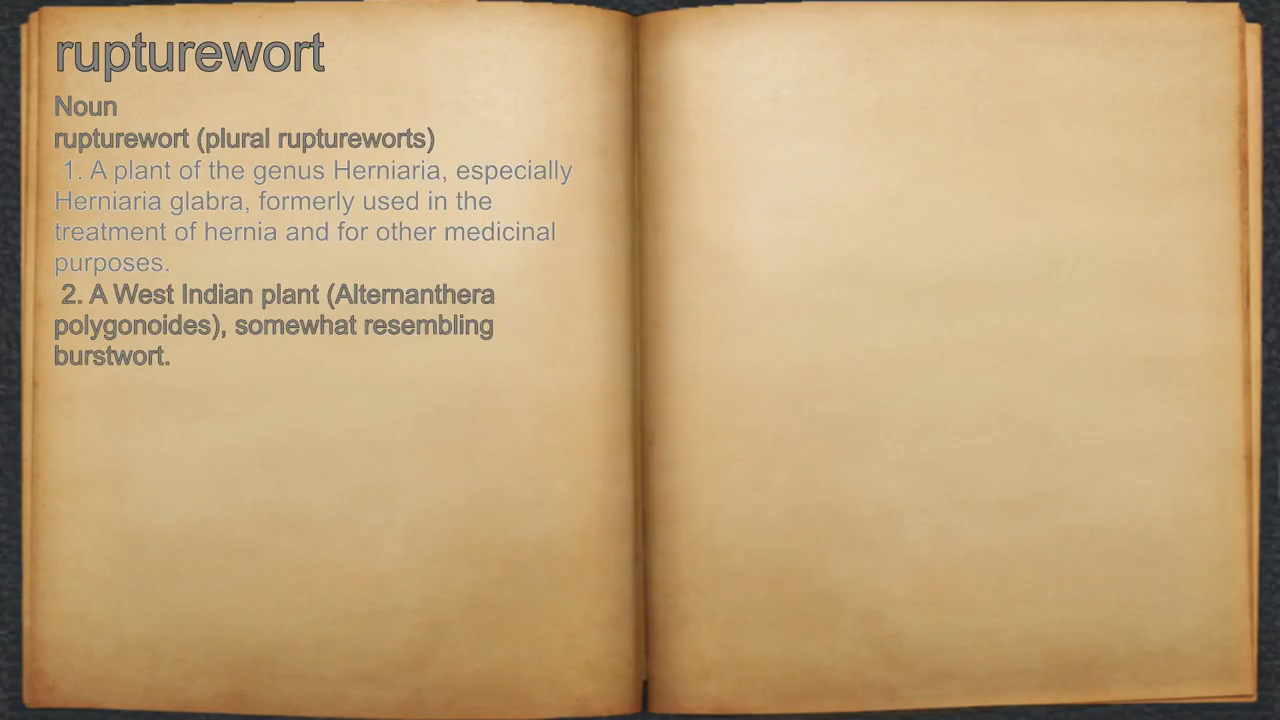 rupturewort
Noun
rupturewort (plural ruptureworts)
1. A plant of the genus Herniaria, especially
Herniaria glabra, formerly used in the
treatment of hernia and for other medicinal
purposes.
2. A West Indian plant (Alternanthera
polygonoides), somewhat resembling
burstwort.